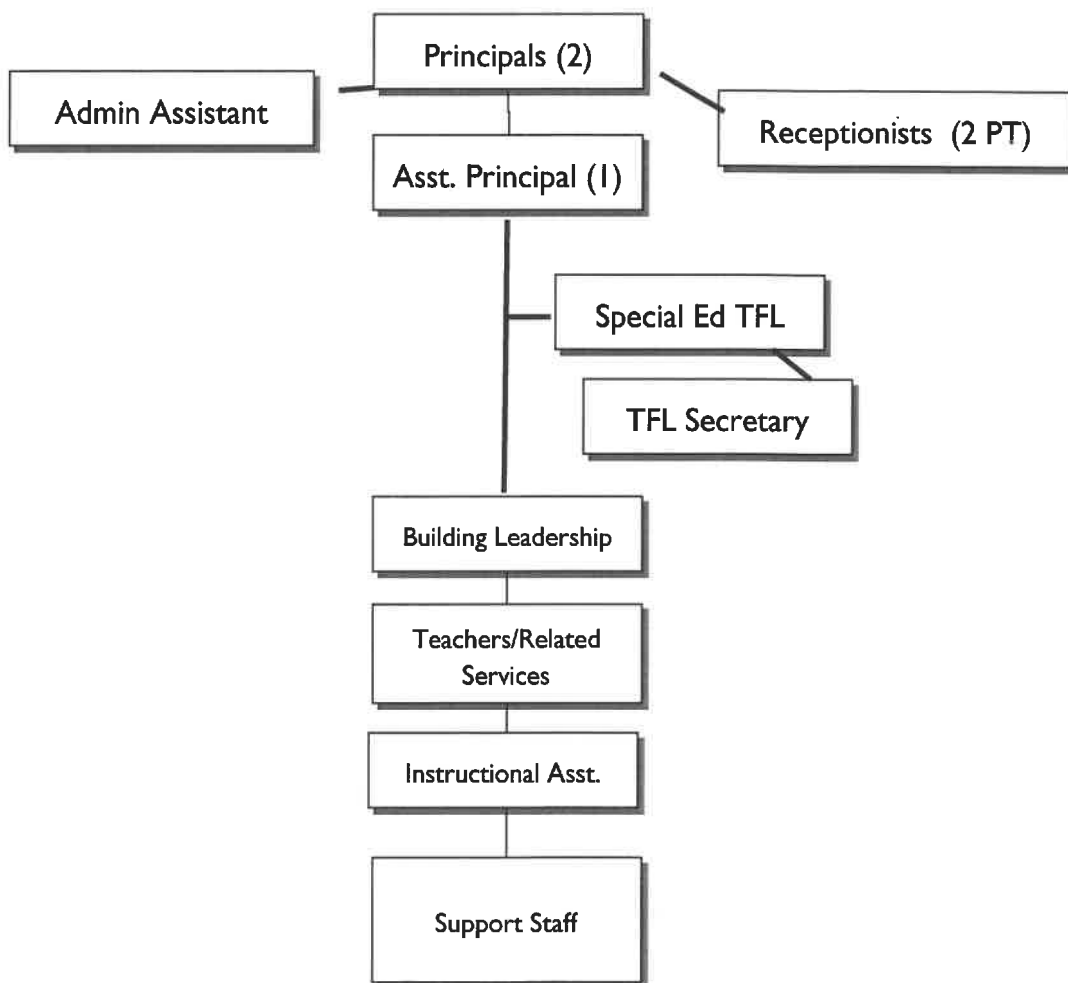 Principals (2)
Admin Assistant
Receptionists (2 PT)
Asst. Principal (1)
Special Ed TFL
TFL Secretary
Building Leadership
Teachers/Related
Services
Instructional Asst.
Support Staff